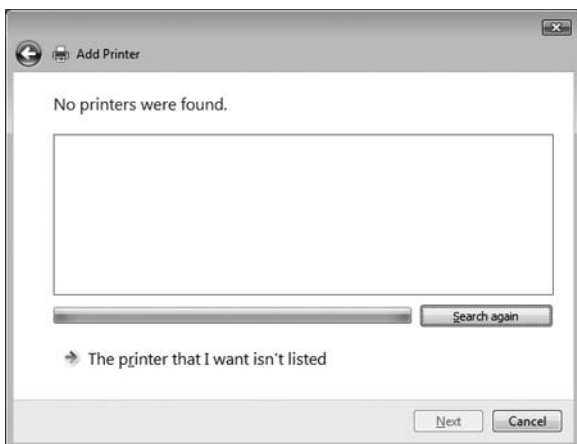 Add Printer
No printers were found.
Search again
The printer that I want isn't listed
Next Cancel